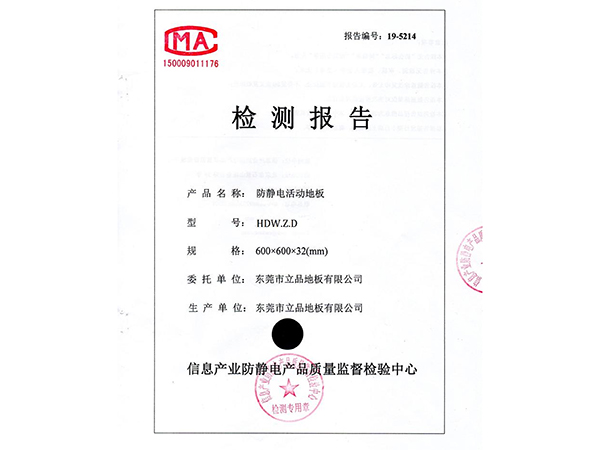 报告编号：19-5214
CMA
150009011176
检测报告
产品名称：防静电活动地板
型号：HDW.Z.D
规格：600×600×32(mm)
委托单位：东莞市立品地板有限公司
生产单位：东莞市立品地板有限公司
信息产业防静电产品质量监督检验中心
检测专用章